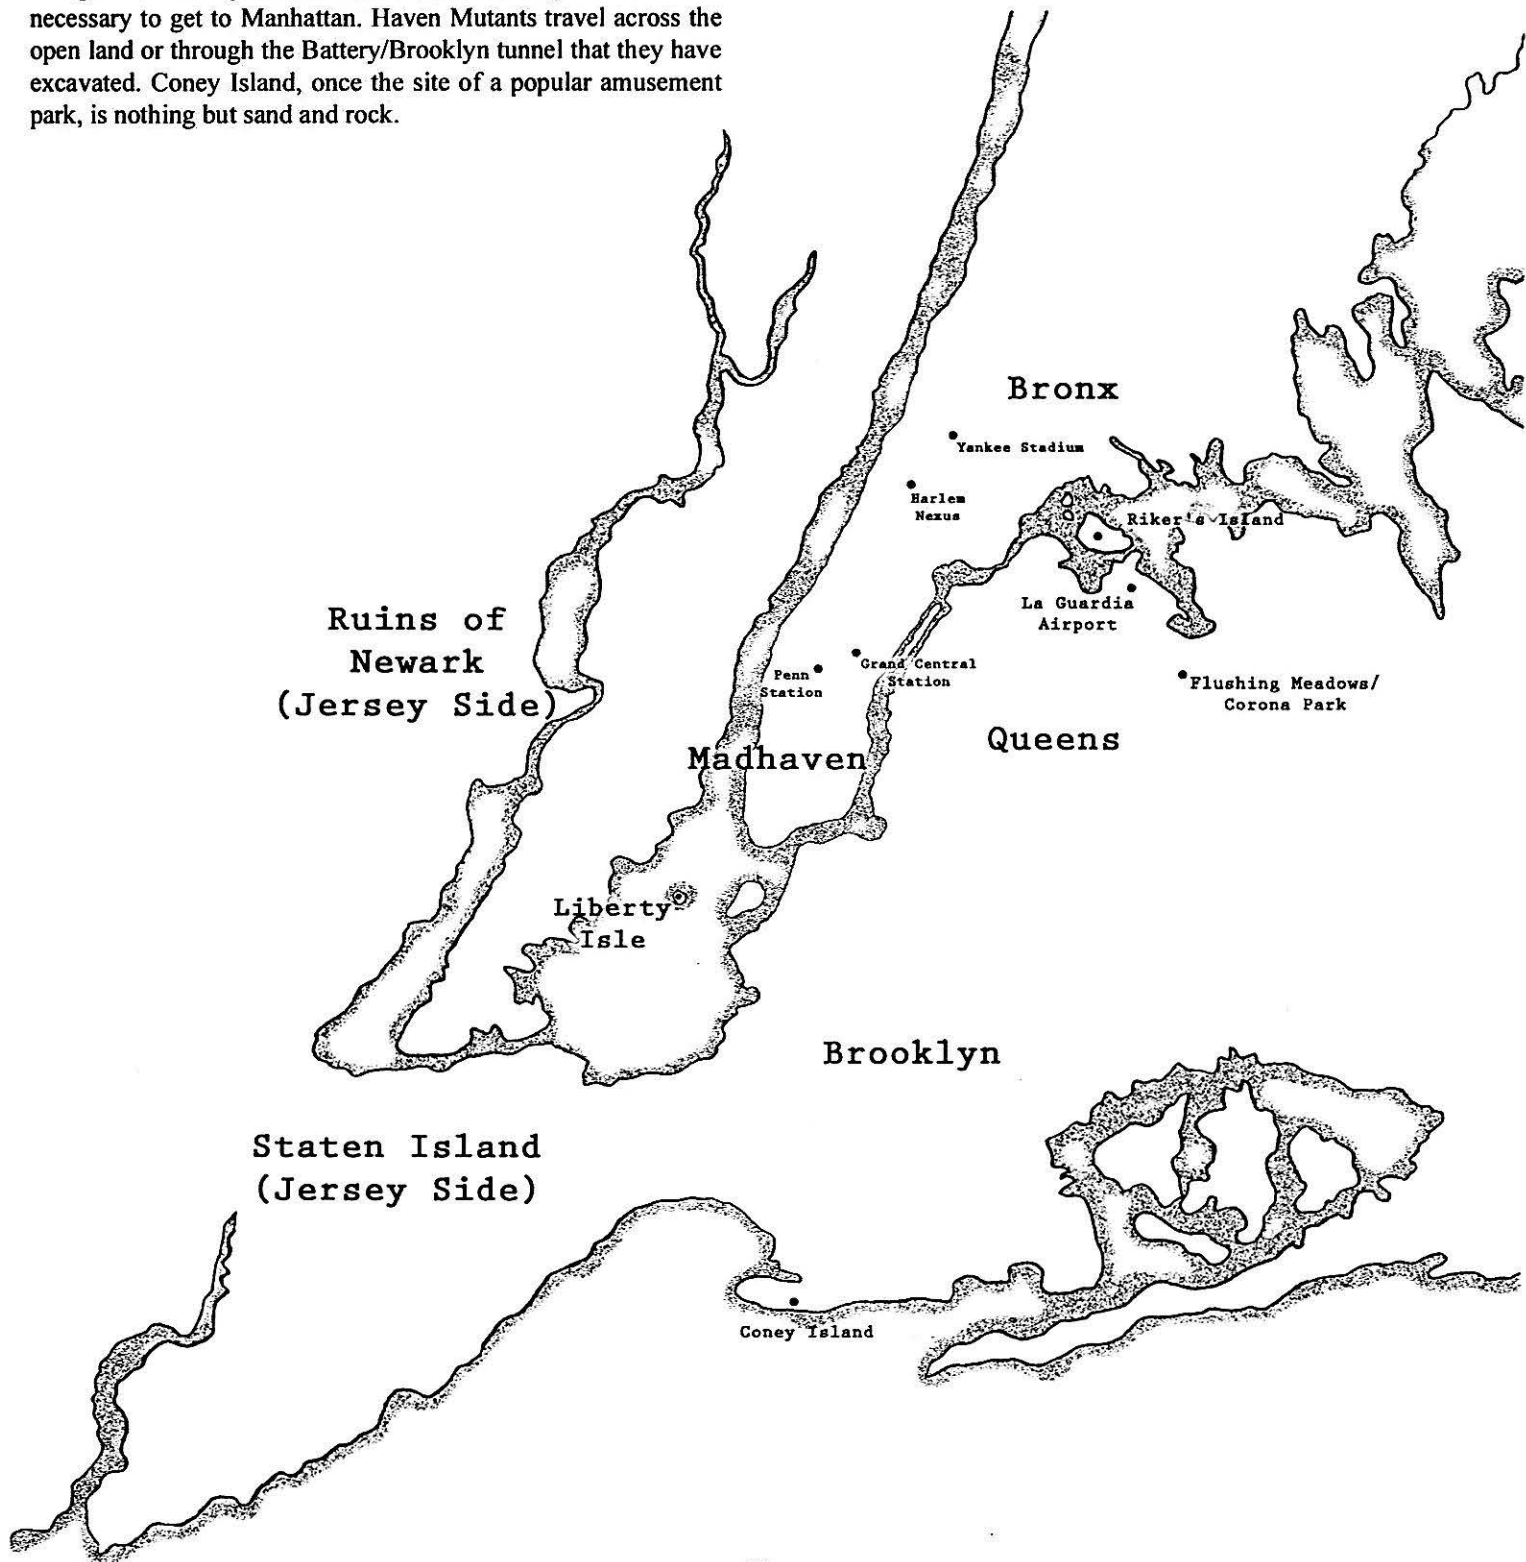 necessary to get to Manhattan. Haven Mutants travel across the
open land or through the Battery/Brooklyn tunnel that they have
excavated. Coney Island, once the site of a popular amusement
park, is nothing but sand and rock.
Bronx
Yankee Stadium
Harlem
Nexus
Riker's Island
La Guardia
Airport
Ruins of
Newark
(Jersey Side)
Penn
Station
Grand Central
Station
Flushing Meadows/
Corona Park
Queens
Madhaven
Liberty
Isle
Brooklyn
Staten Island
(Jersey Side)
Coney Island